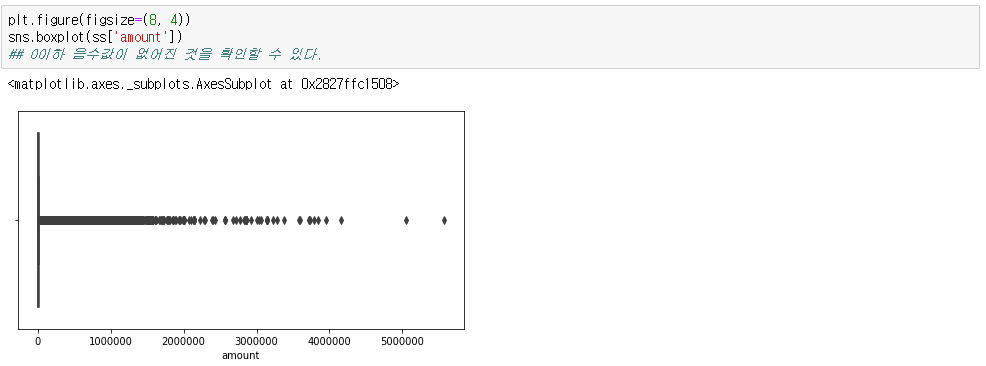 plt.figure(figsize=(8, 4))
sns.boxplot(ss['amount'])
## 0이하 음수값이 없어진 것을 확인할 수 있다.
<matplotlib.axes._subplots.AxesSubplot at 0x2827ffc1508>
0 1000000 2000000 3000000 4000000 5000000
amount